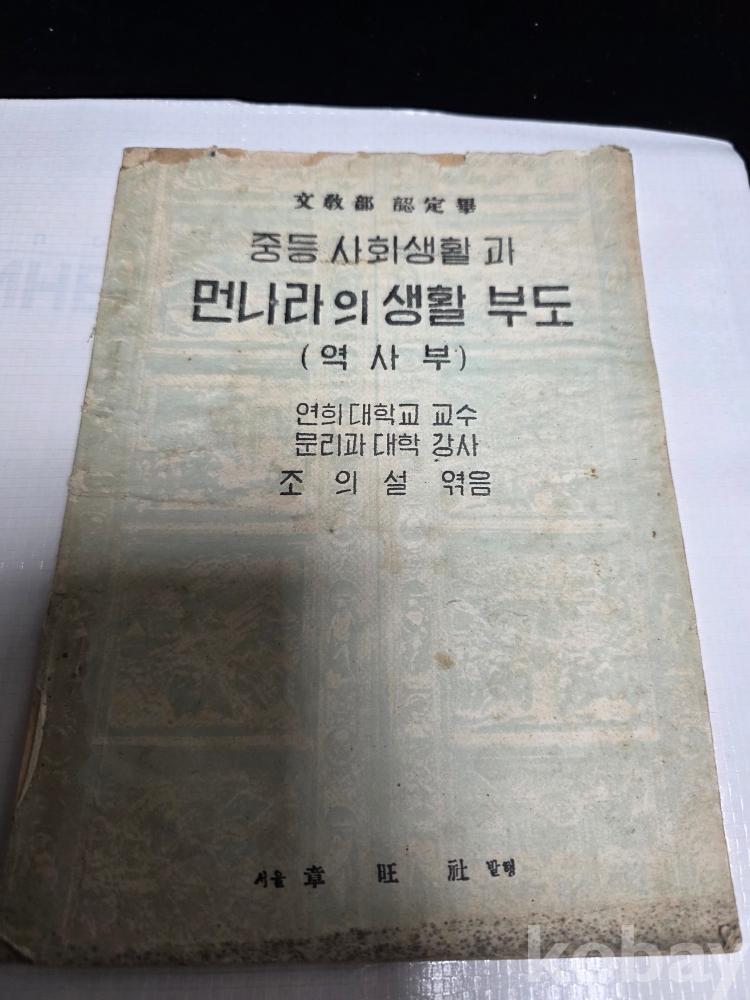 文敎部 認定畢
중등 사회생활 과
먼나라의 생활 부도
(역사부)
연희대학교 교수
문리과대학 강사
조 의 설 엮음
서울 章 旺 社 발행
kobay